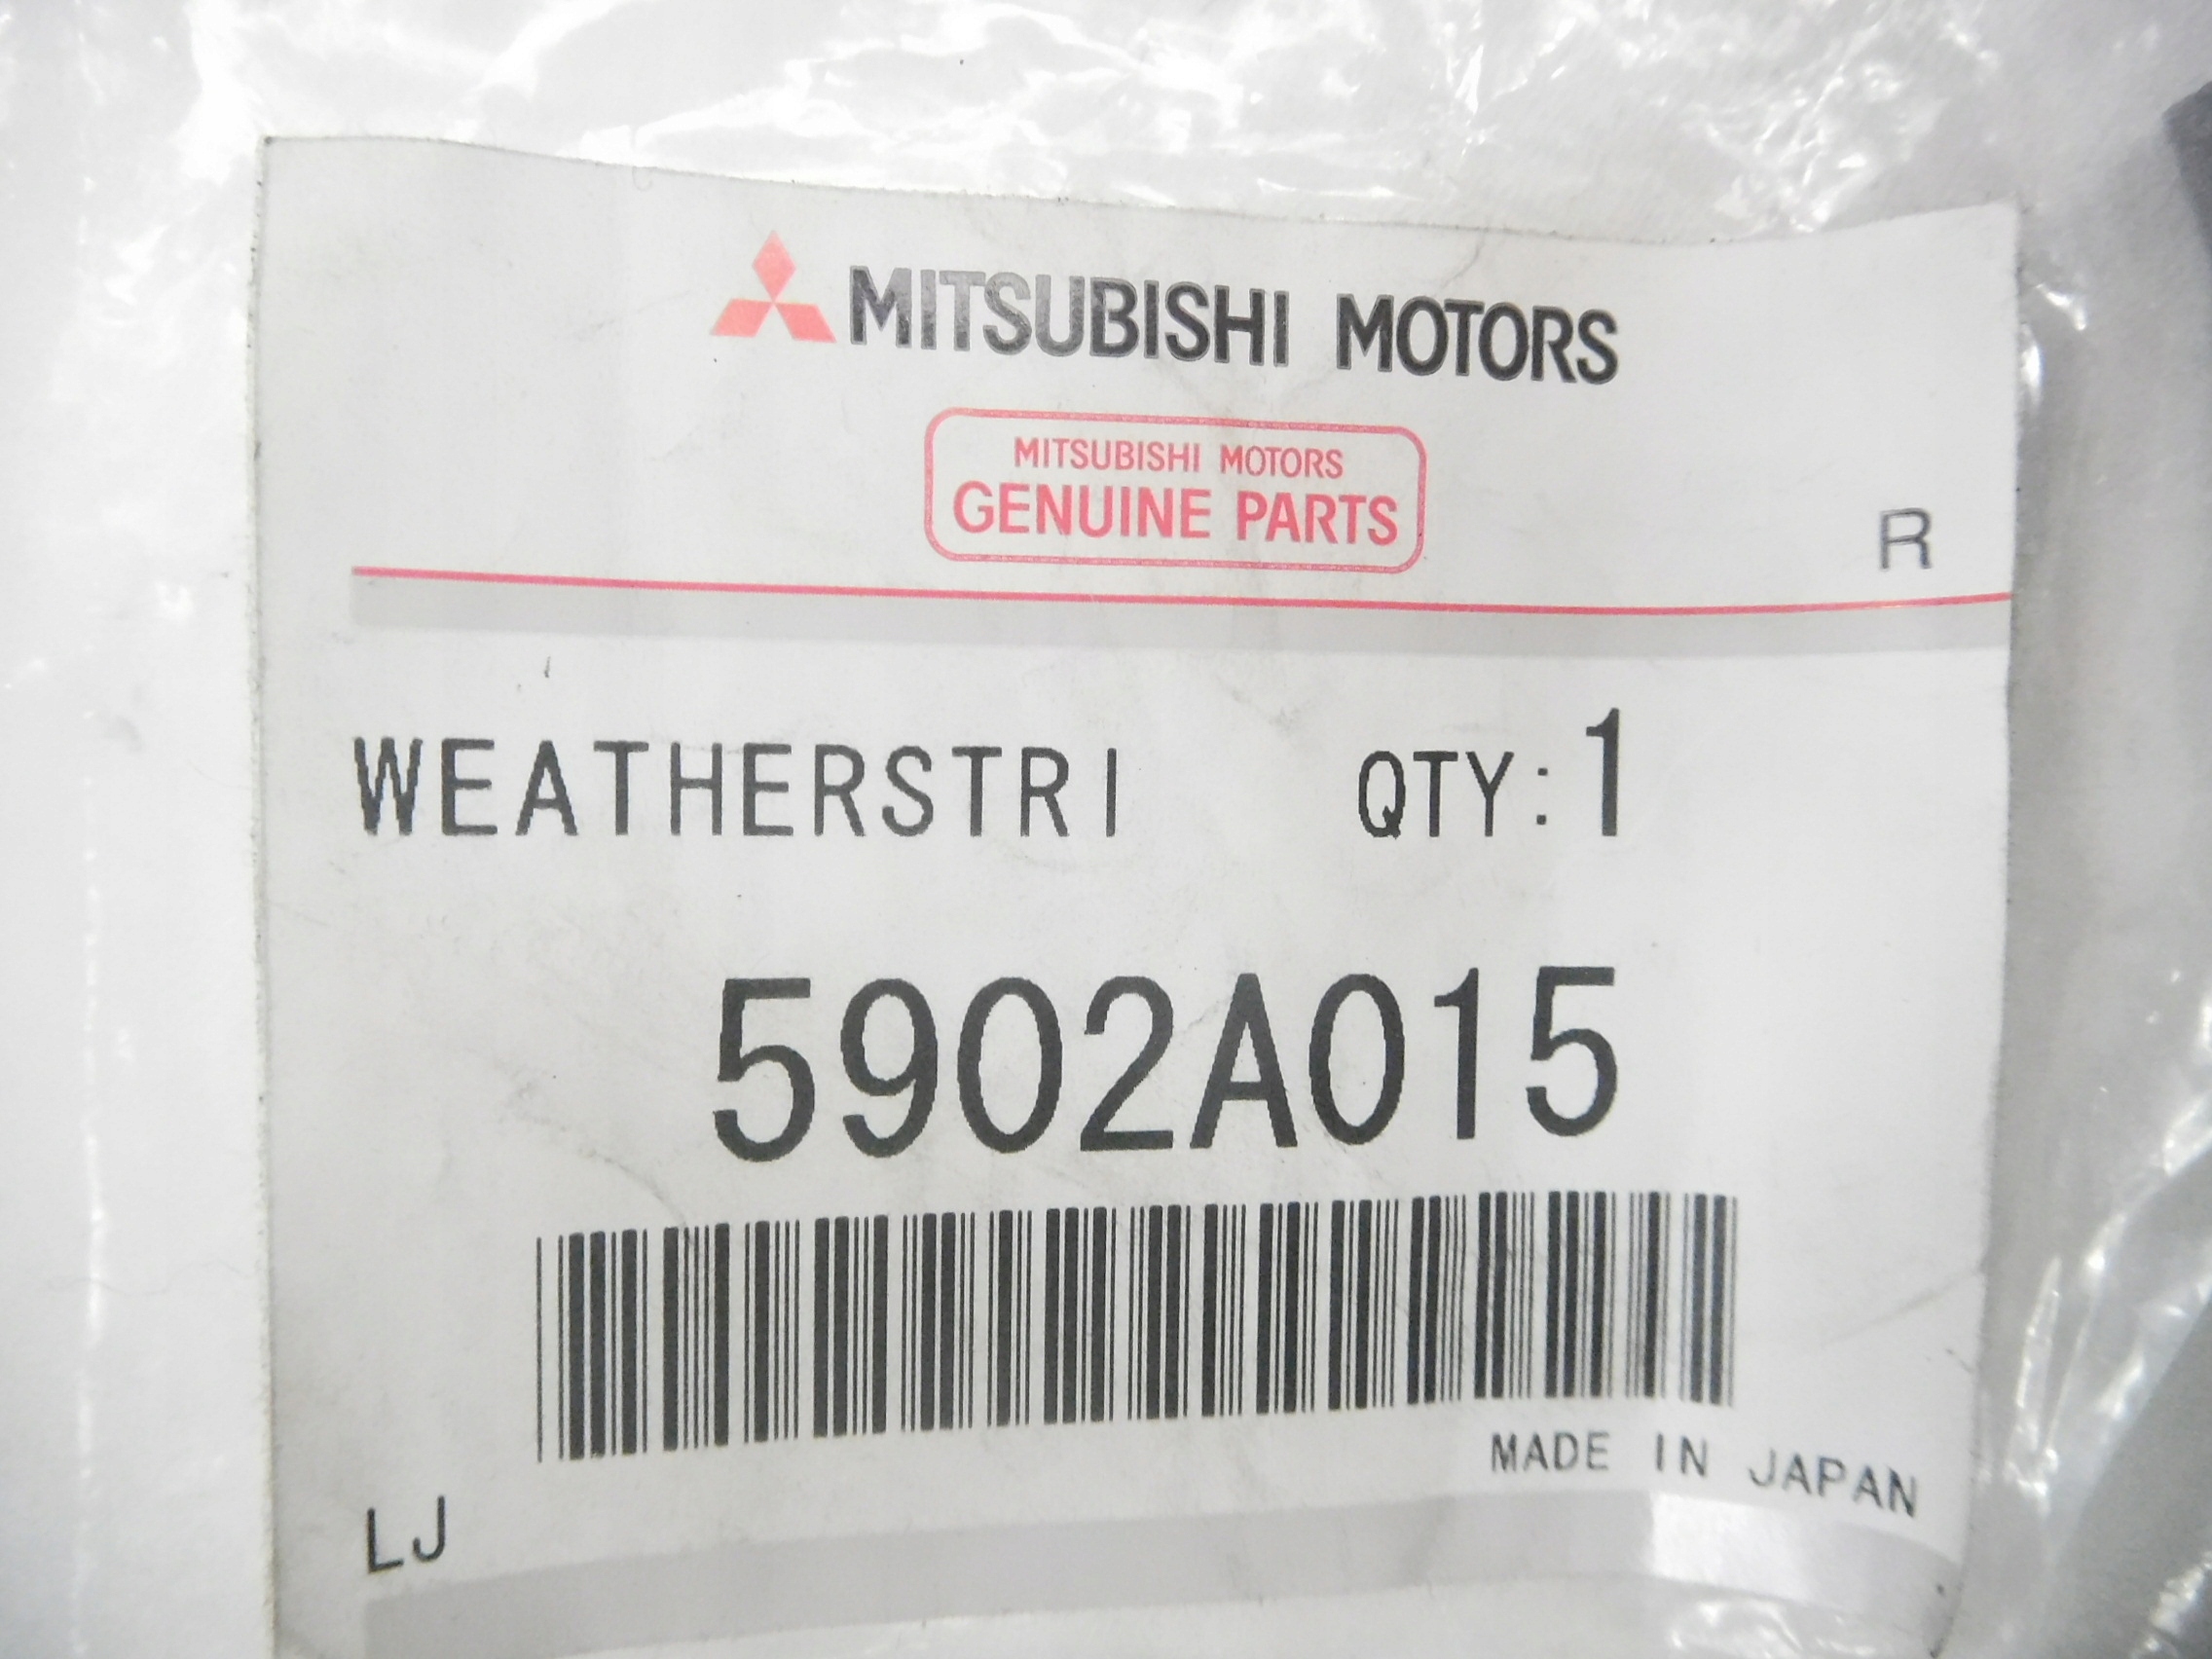 MITSUBISHI MOTORS
MITSUBISHI MOTORS
GENUINE PARTS
R
WEATHERSTRI QTY:1
5902A015
MADE IN JAPAN
LJ